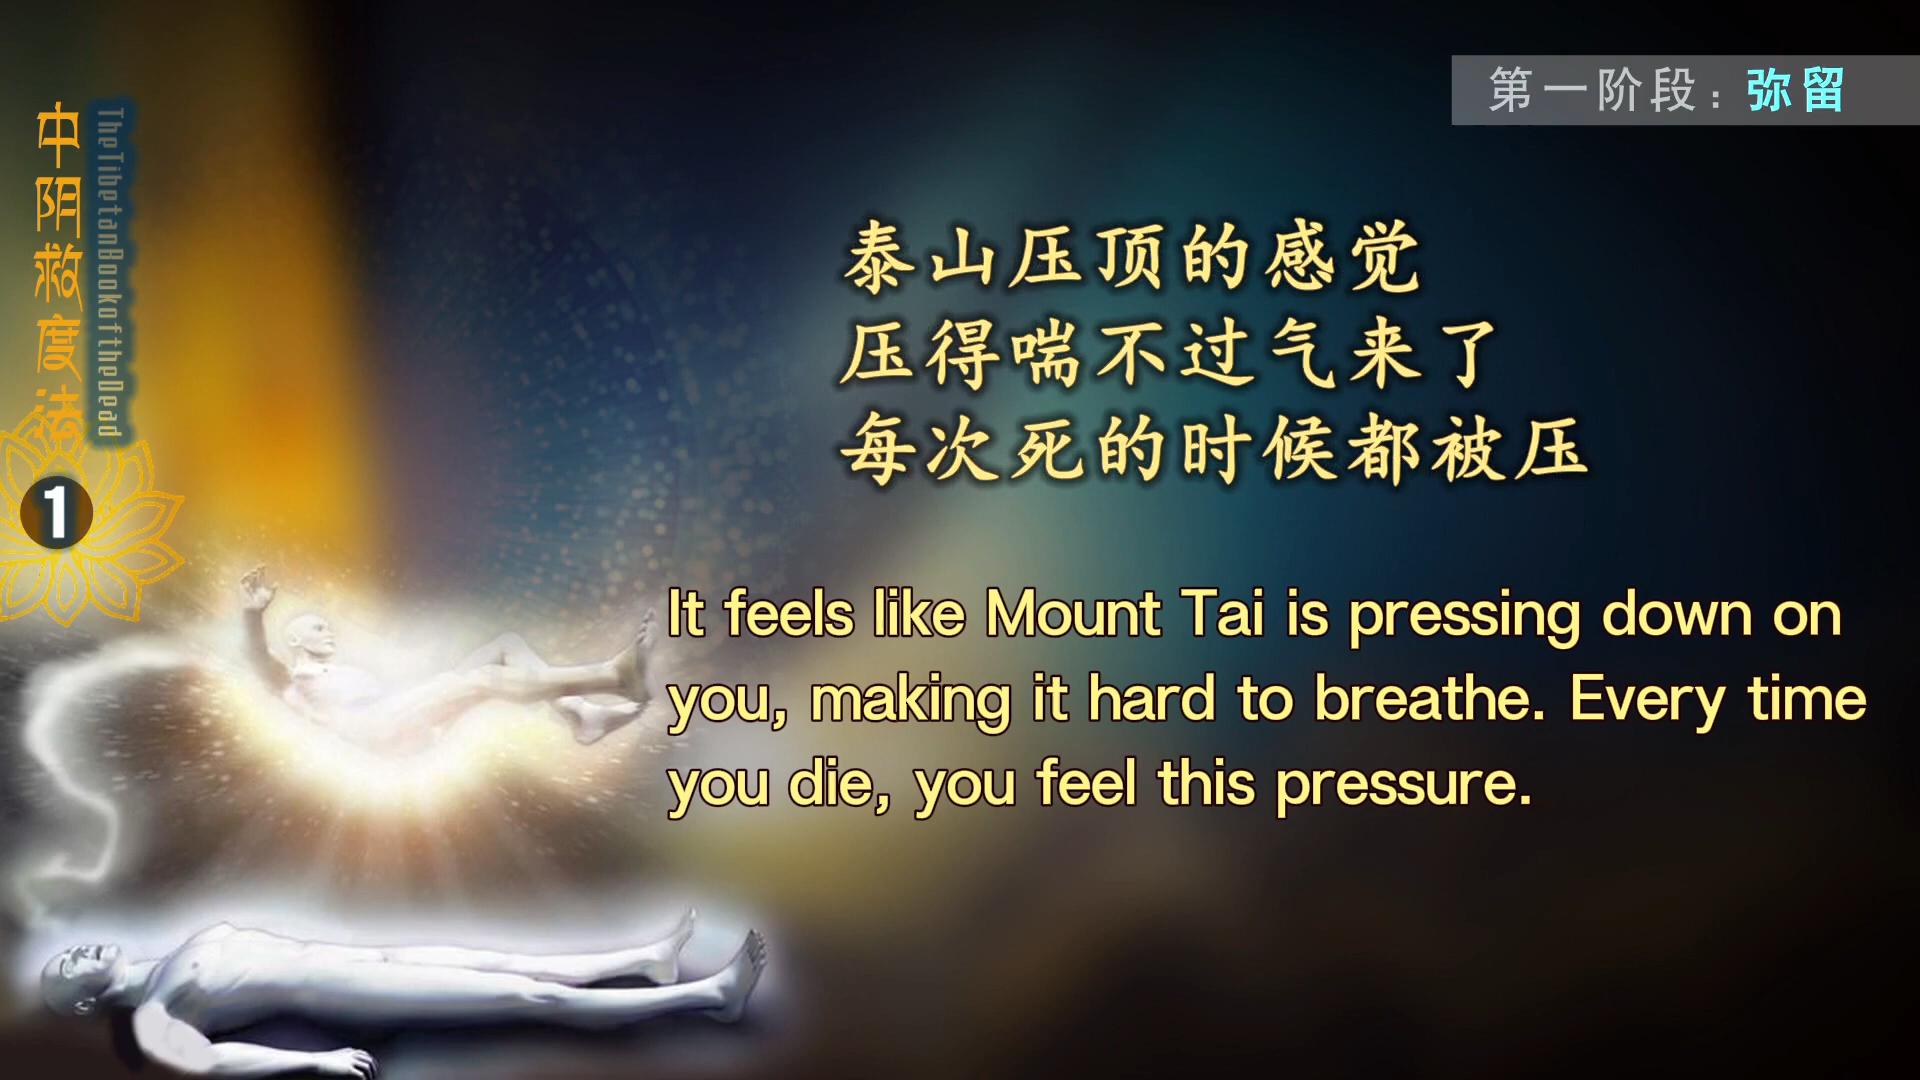 第一阶段：弥留
中阴救度法
TheTibetanBookoftheDead
1
泰山压顶的感觉
压得喘不过气来了
每次死的时候都被压
It feels like Mount Tai is pressing down on
you, making it hard to breathe. Every time
you die, you feel this pressure.